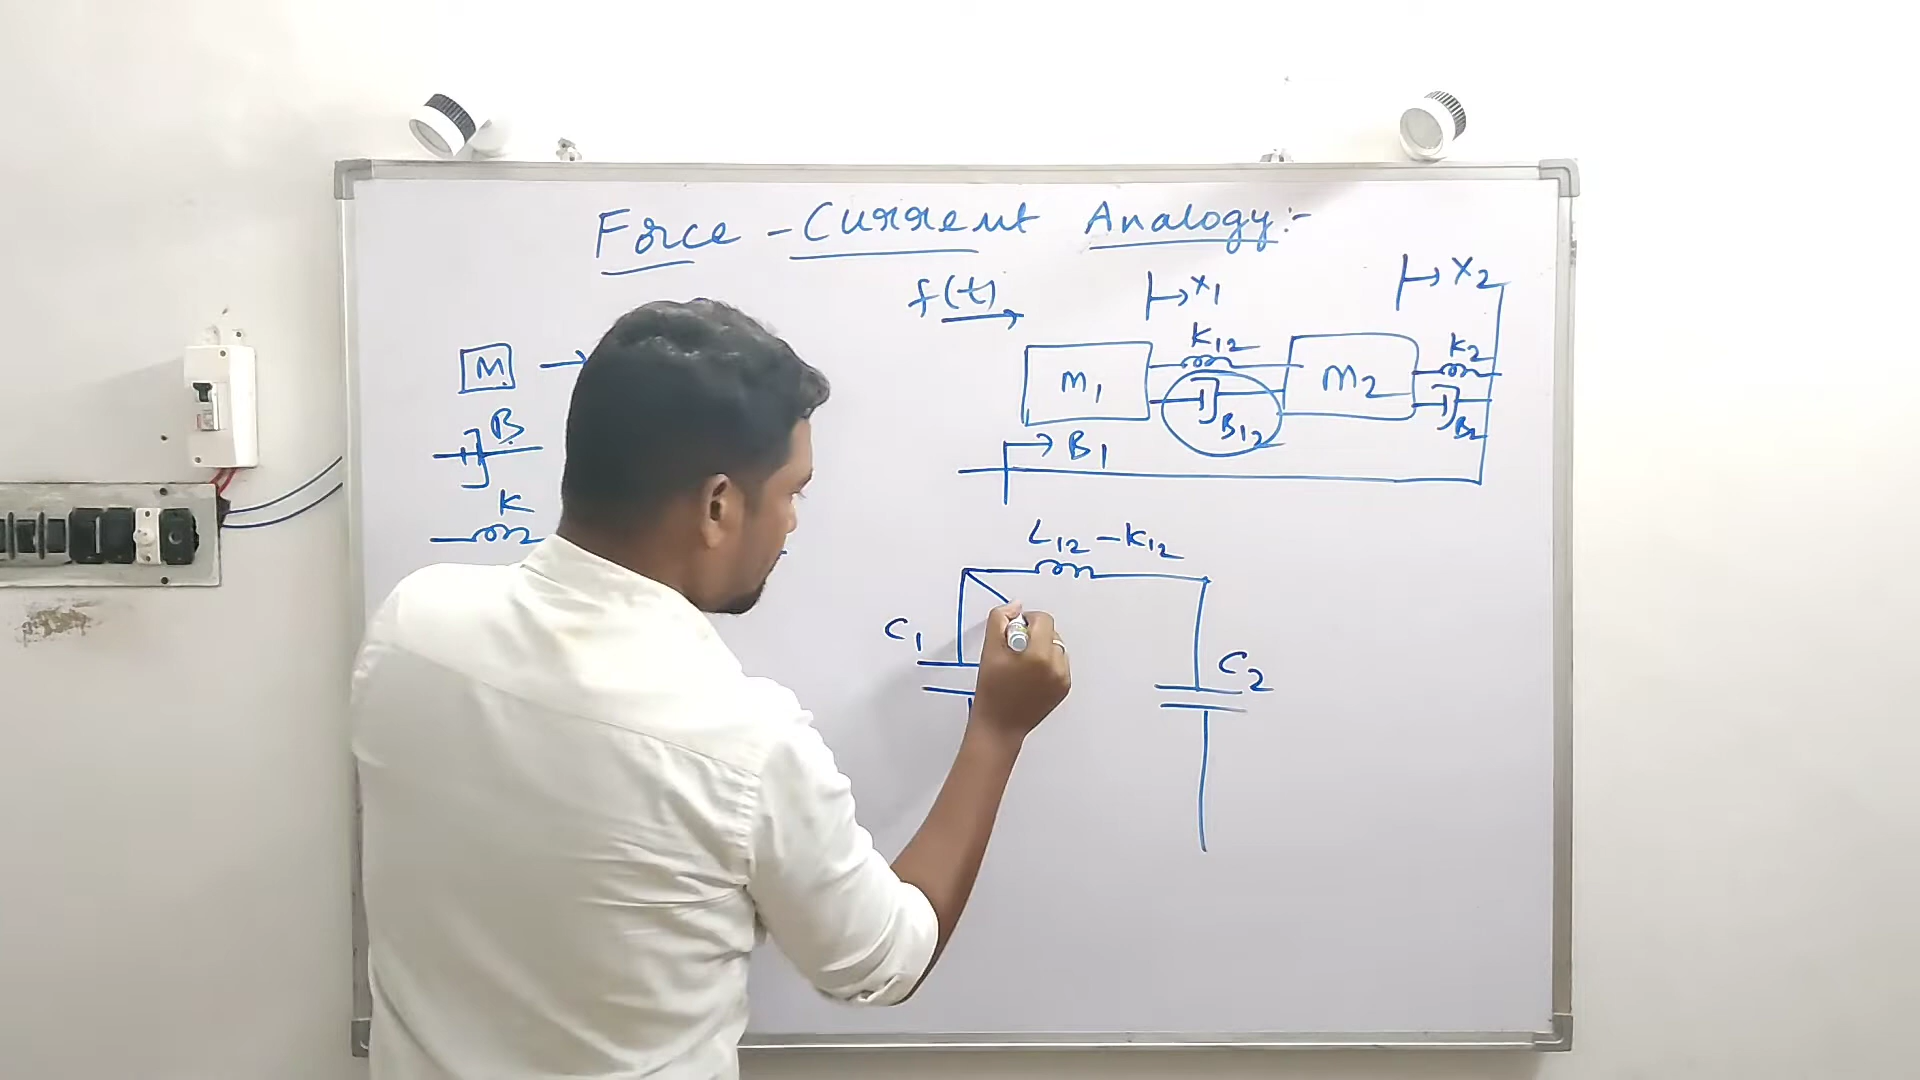 Force - Current Analogy:-
f(t)
X1
X2
K12
K2
M
M1
M2
B
B12
B2
B1
K
L12 - K12
C1
C2